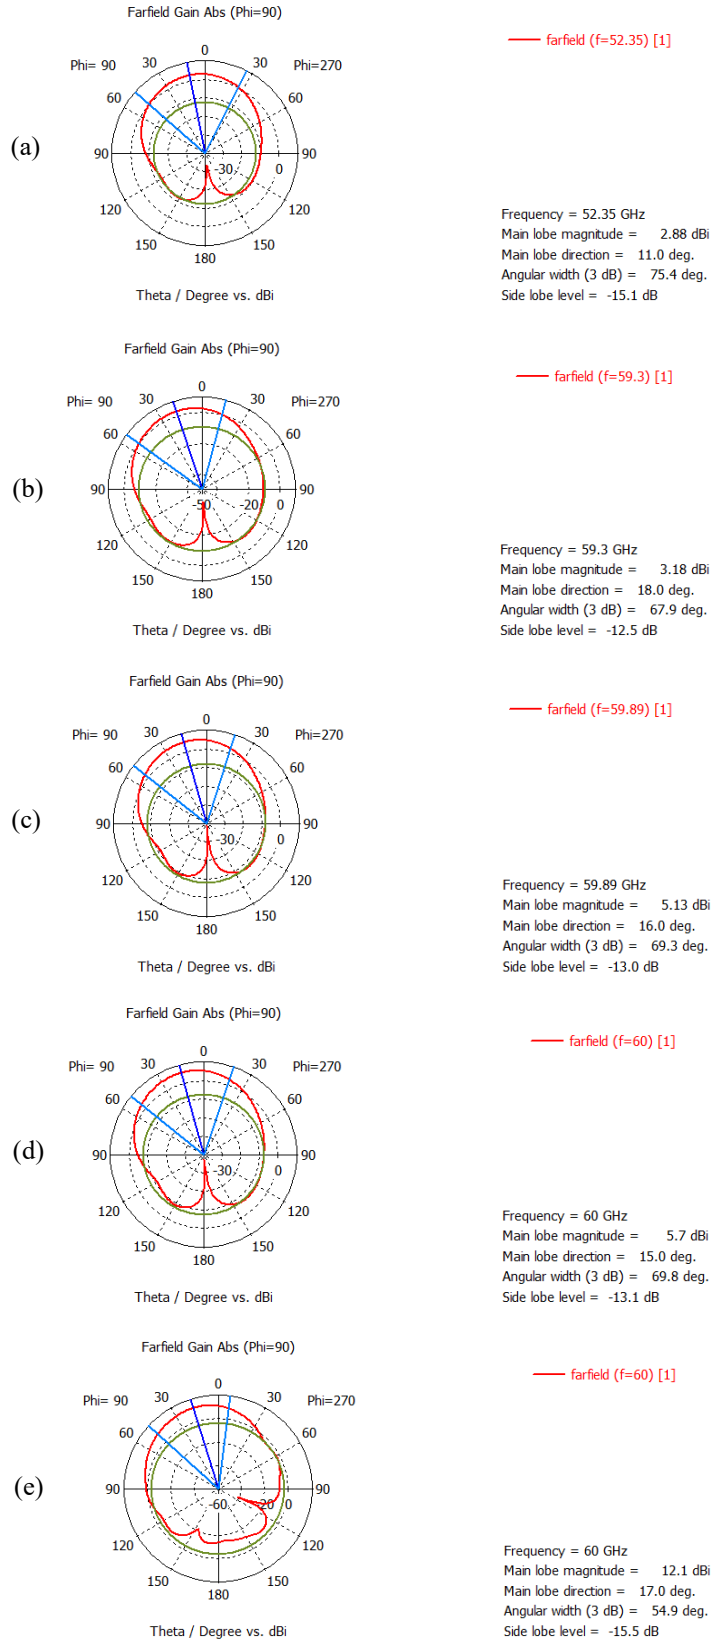 Farfield Gain Abs (Phi=90)
farfield (f=52.35) [1]
0
Phi= 90 30 30 Phi=270
60 60
(a)
90 -30 0 90
120 120
150 150
180
Theta / Degree vs. dBi
Frequency = 52.35 GHz
Main lobe magnitude = 2.88 dBi
Main lobe direction = 11.0 deg.
Angular width (3 dB) = 75.4 deg.
Side lobe level = -15.1 dB
Farfield Gain Abs (Phi=90)
farfield (f=59.3) [1]
0
Phi= 90 30 30 Phi=270
60 60
(b)
90 -50 -20 0 90
120 120
150 150
180
Theta / Degree vs. dBi
Frequency = 59.3 GHz
Main lobe magnitude = 3.18 dBi
Main lobe direction = 18.0 deg.
Angular width (3 dB) = 67.9 deg.
Side lobe level = -12.5 dB
Farfield Gain Abs (Phi=90)
farfield (f=59.89) [1]
0
Phi= 90 30 30 Phi=270
60 60
(c)
90 -30 0 90
120 120
150 150
180
Theta / Degree vs. dBi
Frequency = 59.89 GHz
Main lobe magnitude = 5.13 dBi
Main lobe direction = 16.0 deg.
Angular width (3 dB) = 69.3 deg.
Side lobe level = -13.0 dB
Farfield Gain Abs (Phi=90)
farfield (f=60) [1]
0
Phi= 90 30 30 Phi=270
60 60
(d)
90 -30 0 90
120 120
150 150
180
Theta / Degree vs. dBi
Frequency = 60 GHz
Main lobe magnitude = 5.7 dBi
Main lobe direction = 15.0 deg.
Angular width (3 dB) = 69.8 deg.
Side lobe level = -13.1 dB
Farfield Gain Abs (Phi=90)
farfield (f=60) [1]
0
Phi= 90 30 30 Phi=270
60 60
(e)
90 -60 -20 0 90
120 120
150 150
180
Theta / Degree vs. dBi
Frequency = 60 GHz
Main lobe magnitude = 12.1 dBi
Main lobe direction = 17.0 deg.
Angular width (3 dB) = 54.9 deg.
Side lobe level = -15.5 dB